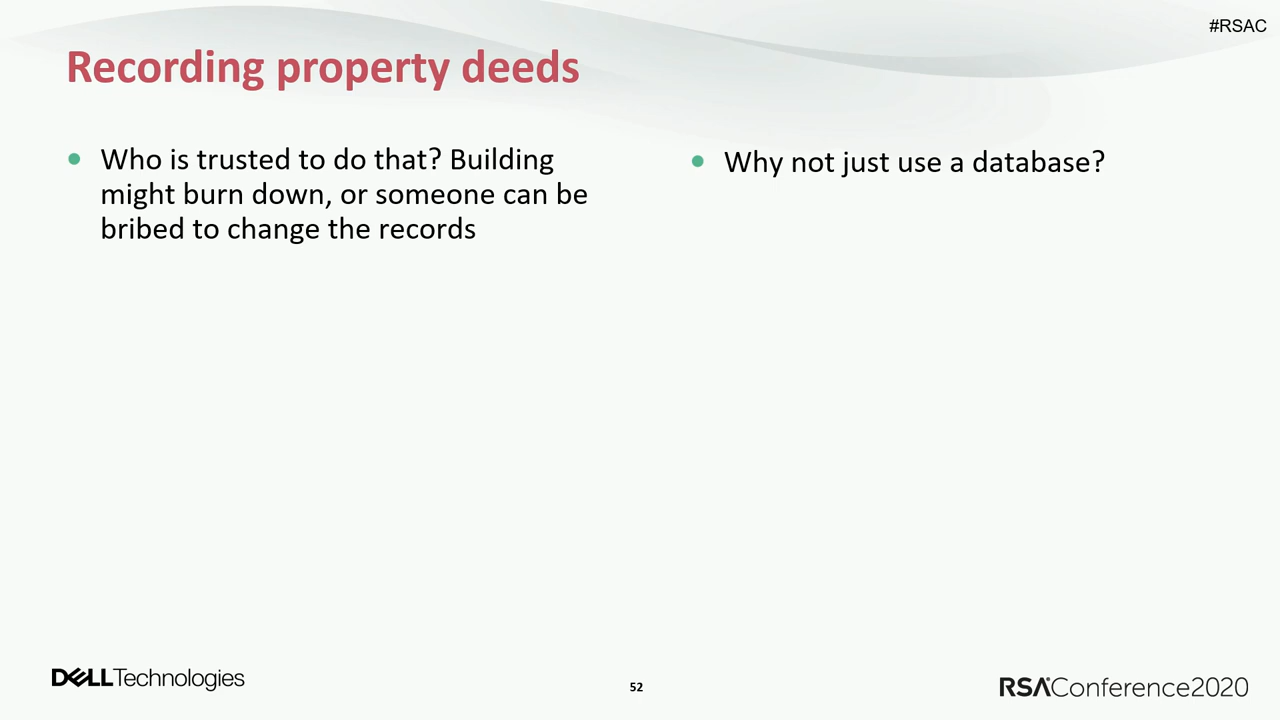 #RSAC
Recording property deeds
• Who is trusted to do that? Building
might burn down, or someone can be
bribed to change the records
• Why not just use a database?
DELLTechnologies
52
RSAConference2020